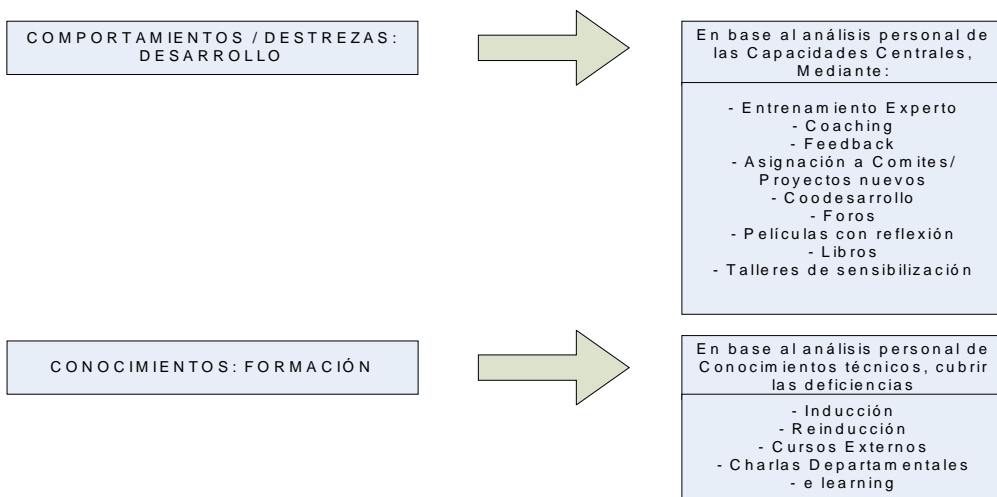 COMPORTAMIENTOS / DESTREZAS:
DESARROLLO
En base al análisis personal de
las Capacidades Centrales,
Mediante:
- Entrenamiento Experto
- Coaching
- Feedback
- Asignación a Comites/
Proyectos nuevos
- Coodesarrollo
- Foros
- Películas con reflexión
- Libros
- Talleres de sensibilización
CONOCIMIENTOS: FORMACIÓN
En base al análisis personal de
Conocimientos técnicos, cubrir
las deficiencias
- Inducción
- Reinducción
- Cursos Externos
- Charlas Departamentales
- e learning